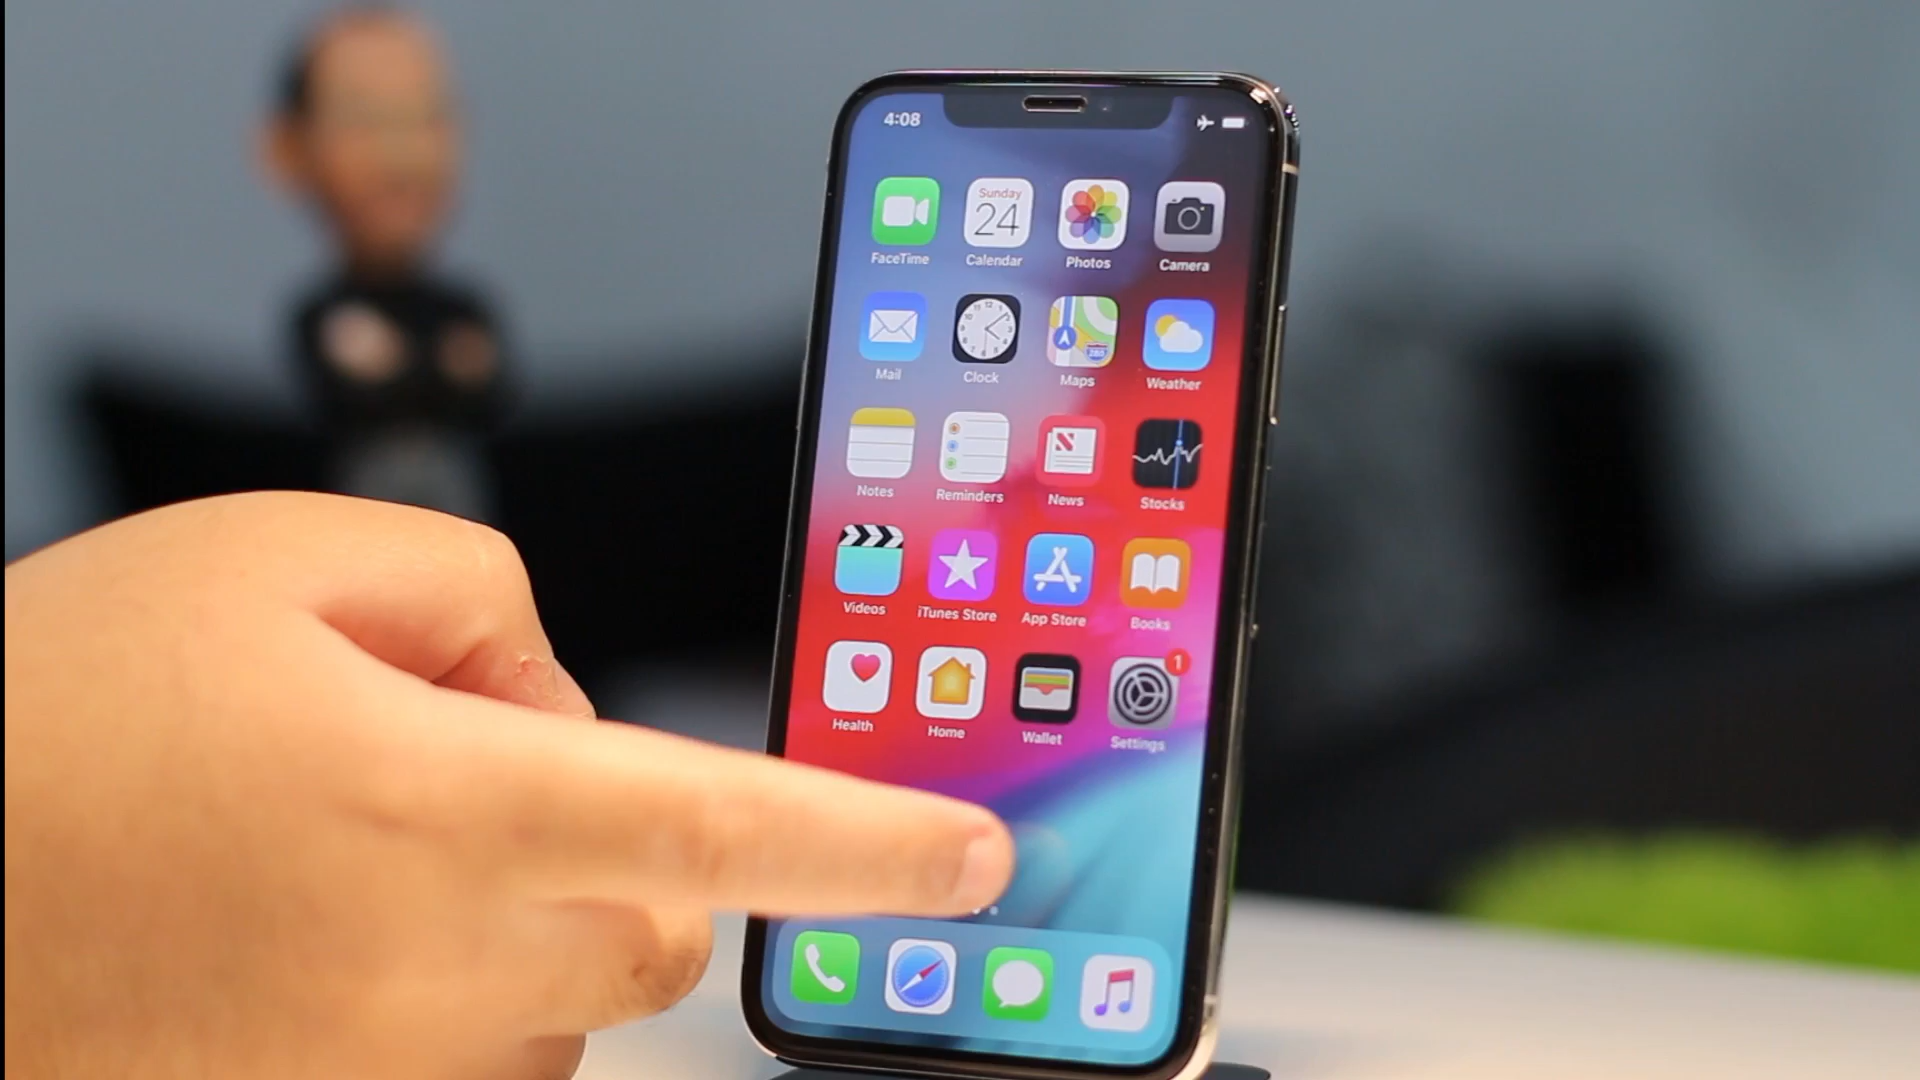 4:08
Sunday
24
FaceTime
Calendar
Photos
Camera
280
Mail
Clock
Maps
Weather
Notes
Reminders
News
Stocks
Videos
iTunes Store
App Store
Books
1
Health
Home
Wallet
Settings